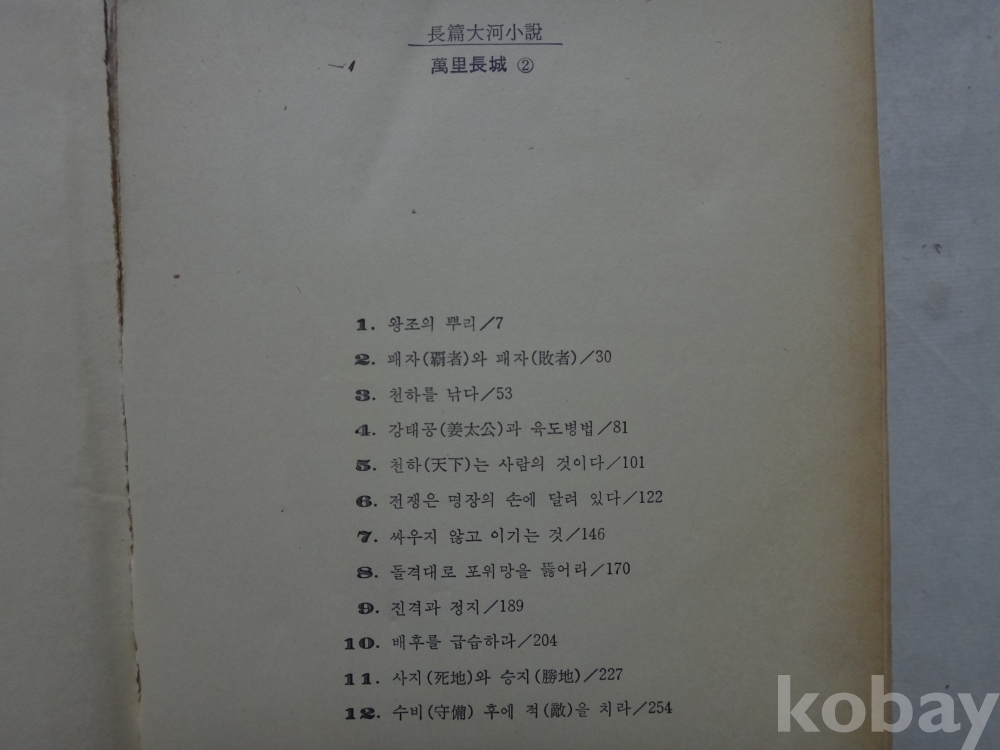 長篇大河小說
萬里長城 ②
1. 왕조의 뿌리/7
2. 패자(覇者)와 패자(敗者)/30
3. 천하를 낚다/53
4. 강태공(姜太公)과 육도병법/81
5. 천하(天下)는 사람의 것이다/101
6. 전쟁은 명장의 손에 달려 있다/122
7. 싸우지 않고 이기는 것/146
8. 돌격대로 포위망을 뚫어라/170
9. 진격과 정지/189
10. 배후를 급습하라/204
11. 사지(死地)와 승지(勝地)/227
12. 수비(守備) 후에 적(敵)을 치라/254
kobay